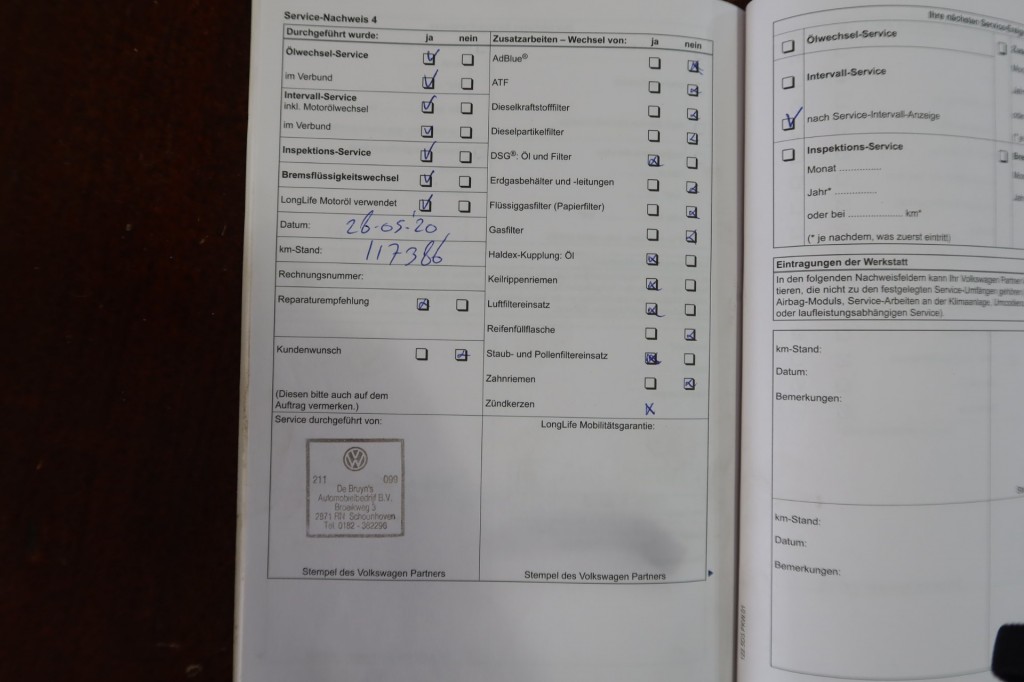 Service-Nachweis 4
Durchgeführt wurde: ja nein
Ölwechsel-Service
im Verbund
Intervall-Service
inkl. Motorölwechsel
im Verbund
Inspektions-Service
Bremsflüssigkeitswechsel
LongLife Motoröl verwendet
Datum: 26-05-'20
km-Stand: 117386
Rechnungsnummer:
Reparaturempfehlung
Kundenwunsch
(Diesen bitte auch auf dem
Auftrag vermerken.)
Service durchgeführt von:
211 099
De Bruyn's
Automobielbedrijf B.V.
Broekweg 3
2871 RN Schoonhoven
Tel. 0182 - 382296
Stempel des Volkswagen Partners
Zusatzarbeiten – Wechsel von: ja nein
AdBlue®
ATF
Dieselkraftstofffilter
Dieselpartikelfilter
DSG®: Öl und Filter
Erdgasbehälter und -leitungen
Flüssiggasfilter (Papierfilter)
Gasfilter
Haldex-Kupplung: Öl
Keilrippenriemen
Luftfiltereinsatz
Reifenfüllflasche
Staub- und Pollenfiltereinsatz
Zahnriemen
Zündkerzen X
LongLife Mobilitätsgarantie:
Stempel des Volkswagen Partners
Ihre nächster
Ölwechsel-Service
Intervall-Service
nach Service-Intervall-Anzeige
Inspektions-Service
Monat ..............
Jahr* ..............
oder bei .................. km*
(* je nachdem, was zuerst eintritt)
Eintragungen der Werkstatt
In den folgenden Nachweisfeldern kann Ihr Volkswagen Partner
tieren, die nicht zu den festgelegten Service-Umfängen gehören
Airbag-Moduls, Service-Arbeiten an der Klimaanlage,
oder laufleistungsabhängigen Service).
km-Stand:
Datum:
Bemerkungen:
km-Stand:
Datum:
Bemerkungen: